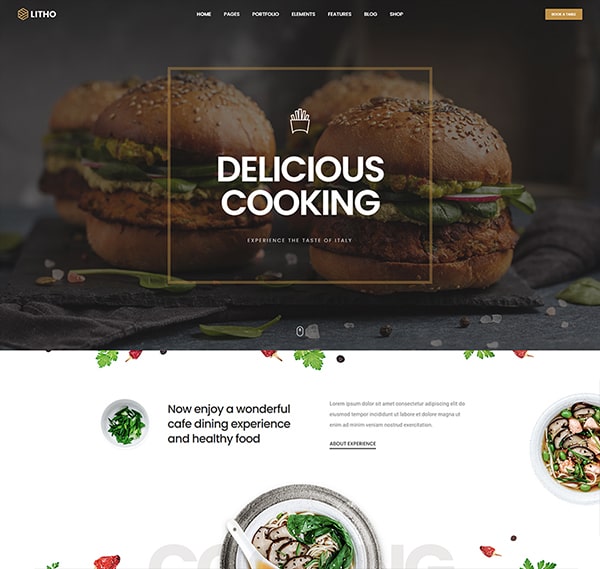 LITHO
HOME PAGES PORTFOLIO ELEMENTS FEATURES BLOG SHOP
BOOK A TABLE
DELICIOUS
COOKING
EXPERIENCE THE TASTE OF ITALY
Now enjoy a wonderful
cafe dining experience
and healthy food
Lorem ipsum dolor sit amet consectetur adipiscing elit do
eiusmod tempor incididunt ut labore et dolore magna ut
enim ad minim veniam nostrud exercitation.
ABOUT EXPERIENCE